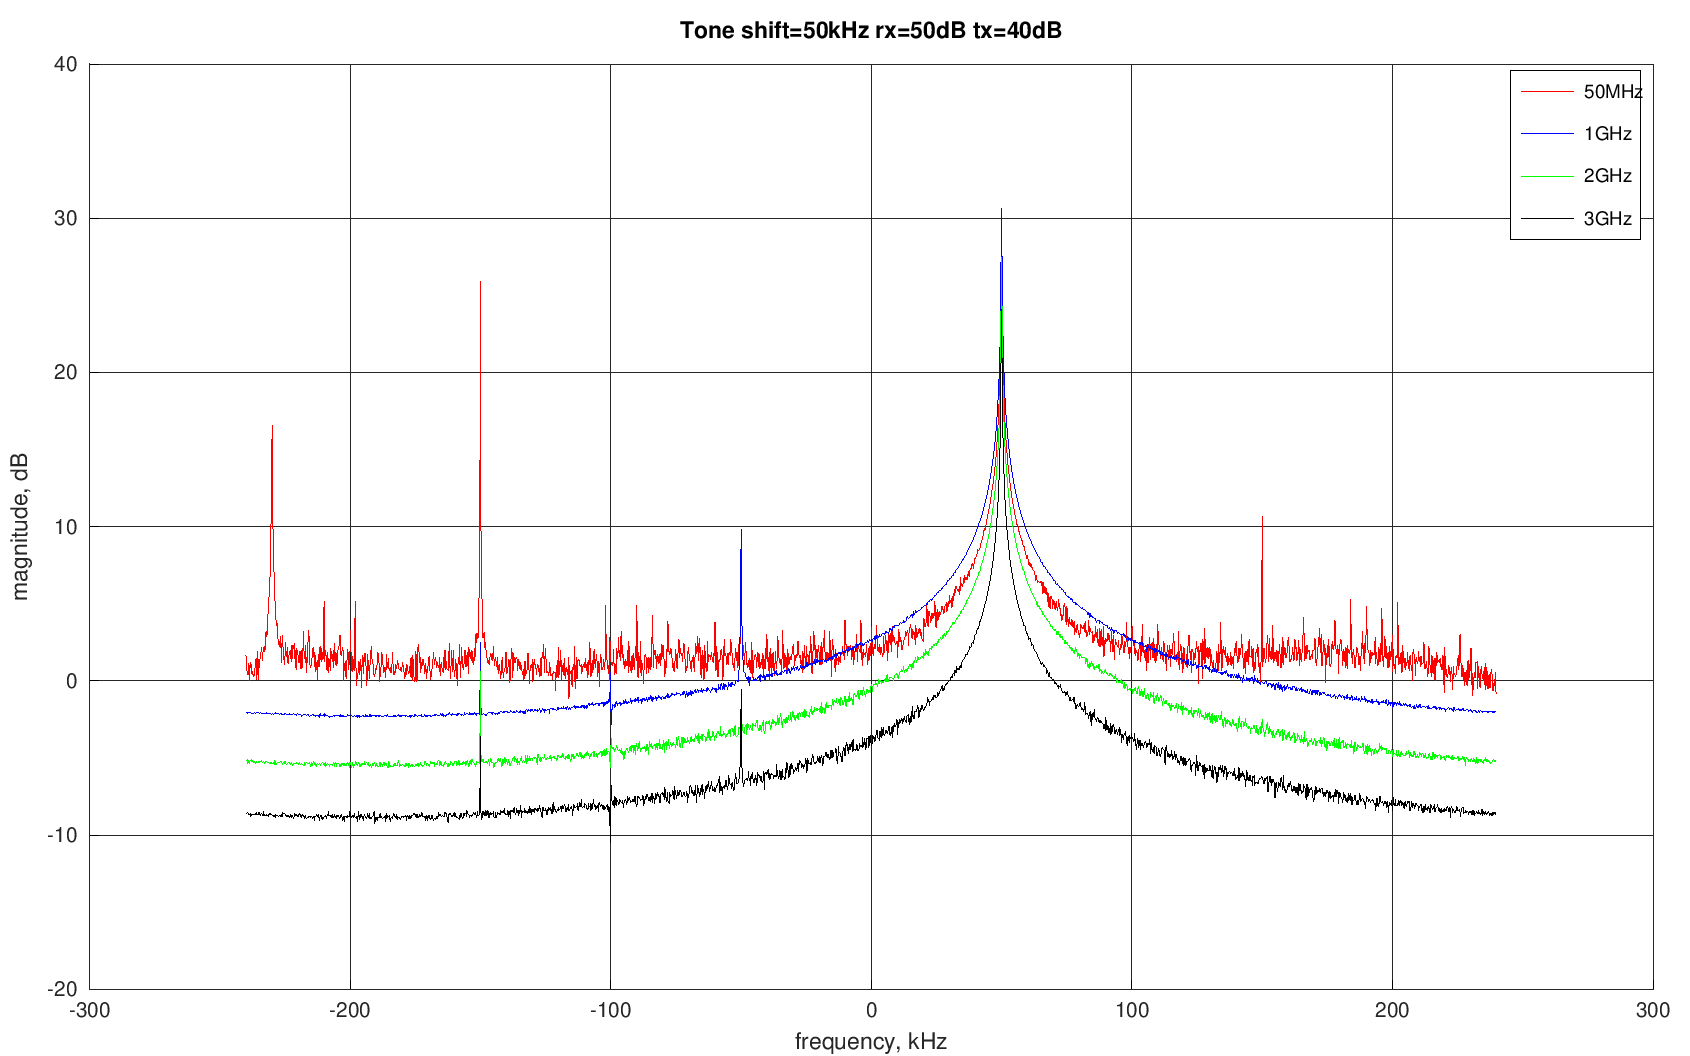 Tone shift=50kHz rx=50dB tx=40dB
40
30
20
10
0
-10
-20
magnitude, dB
50MHz
1GHz
2GHz
3GHz
-300
-200
-100
0
100
200
300
frequency, kHz